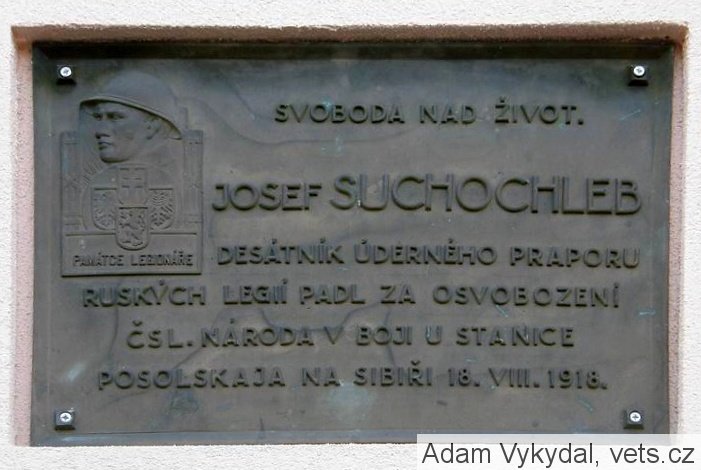 SVOBODA NAD ŽIVOT.
JOSEF SUCHOCHLEB
PAMÁTCE LEGIONÁŘE
DESÁTNÍK ÚDERNÉHO PRAPORU
RUSKÝCH LEGIÍ PADL ZA OSVOBOZENÍ
ČSL. NÁRODA V BOJI U STANICE
POSOLSKAJA NA SIBIŘI 18. VIII. 1918.
Adam Vykydal, vets.cz